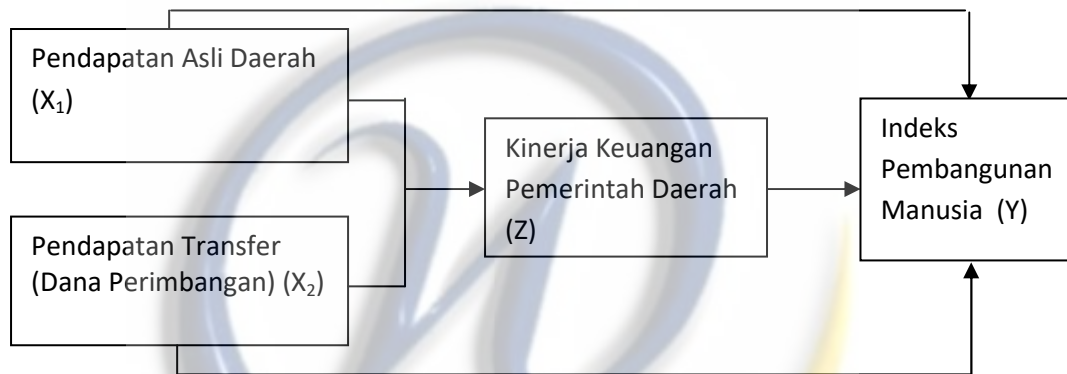 Pendapatan Asli Daerah
(X₁)
Pendapatan Transfer
(Dana Perimbangan) (X₂)
Kinerja Keuangan
Pemerintah Daerah
(Z)
Indeks
Pembangunan
Manusia (Y)